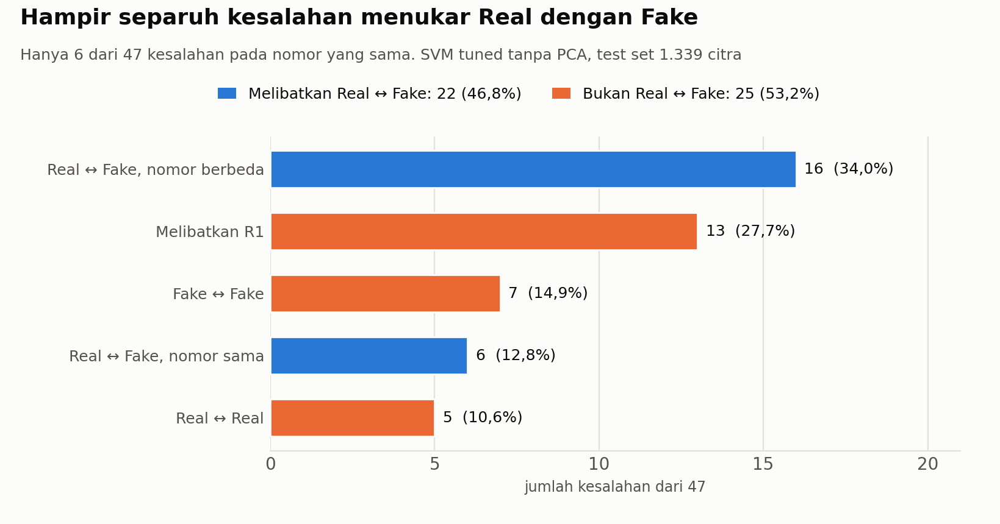 Hampir separuh kesalahan menukar Real dengan Fake
Hanya 6 dari 47 kesalahan pada nomor yang sama. SVM tuned tanpa PCA, test set 1.339 citra
Melibatkan Real ↔ Fake: 22 (46,8%)
Bukan Real ↔ Fake: 25 (53,2%)
Real ↔ Fake, nomor berbeda
16 (34,0%)
Melibatkan R1
13 (27,7%)
Fake ↔ Fake
7 (14,9%)
Real ↔ Fake, nomor sama
6 (12,8%)
Real ↔ Real
5 (10,6%)
0 5 10 15 20
jumlah kesalahan dari 47